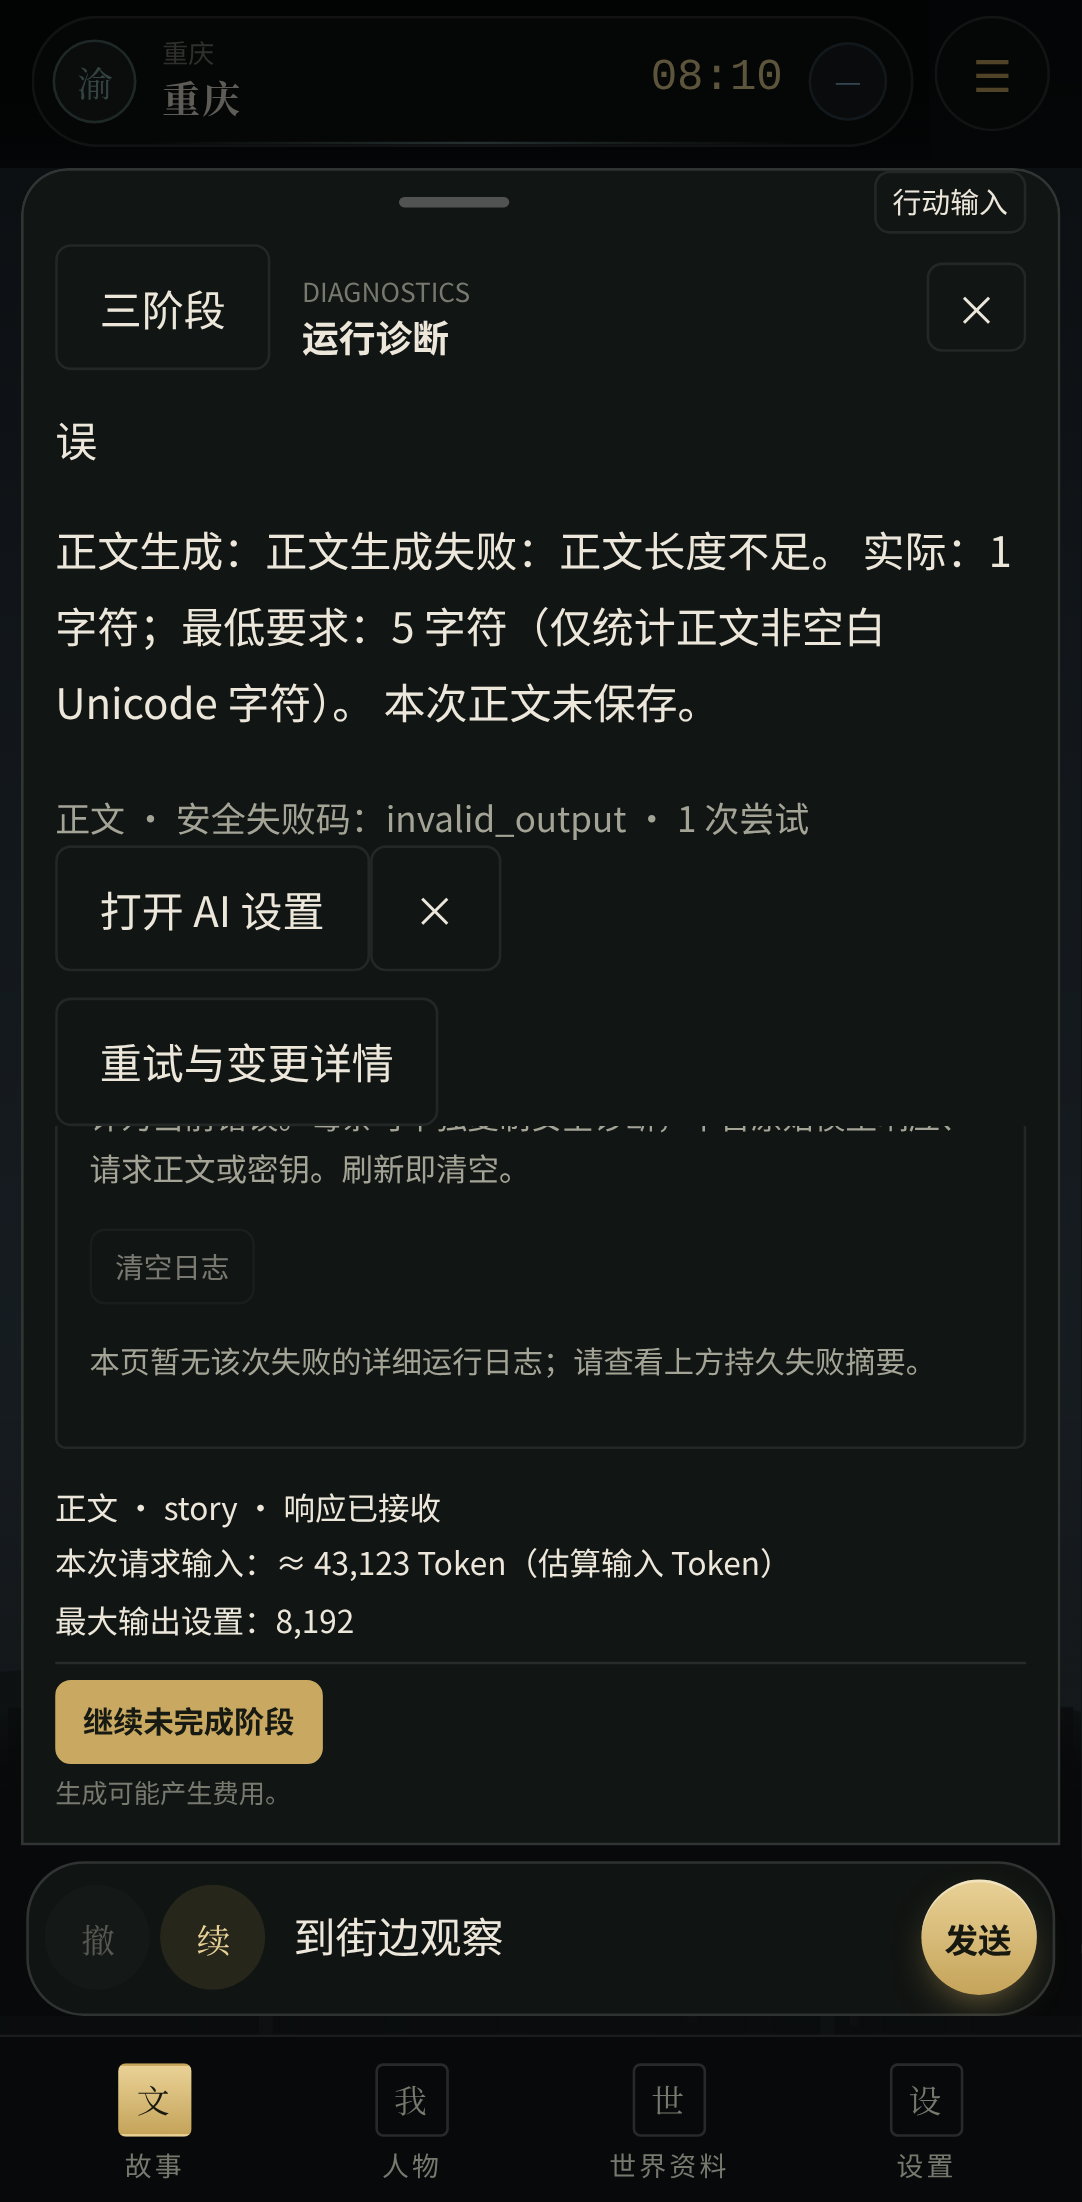 渝
重庆
重庆
08:10
行动输入
三阶段
DIAGNOSTICS
运行诊断
×
误
正文生成：正文生成失败：正文长度不足。 实际：1
字符；最低要求：5 字符（仅统计正文非空白
Unicode 字符）。 本次正文未保存。
正文 · 安全失败码：invalid_output · 1 次尝试
打开 AI 设置
×
重试与变更详情
请求正文或密钥。刷新即清空。
清空日志
本页暂无该次失败的详细运行日志；请查看上方持久失败摘要。
正文 · story · 响应已接收
本次请求输入：≈ 43,123 Token（估算输入 Token）
最大输出设置：8,192
继续未完成阶段
生成可能产生费用。
撤
续
到街边观察
发送
文
故事
我
人物
世
世界资料
设
设置